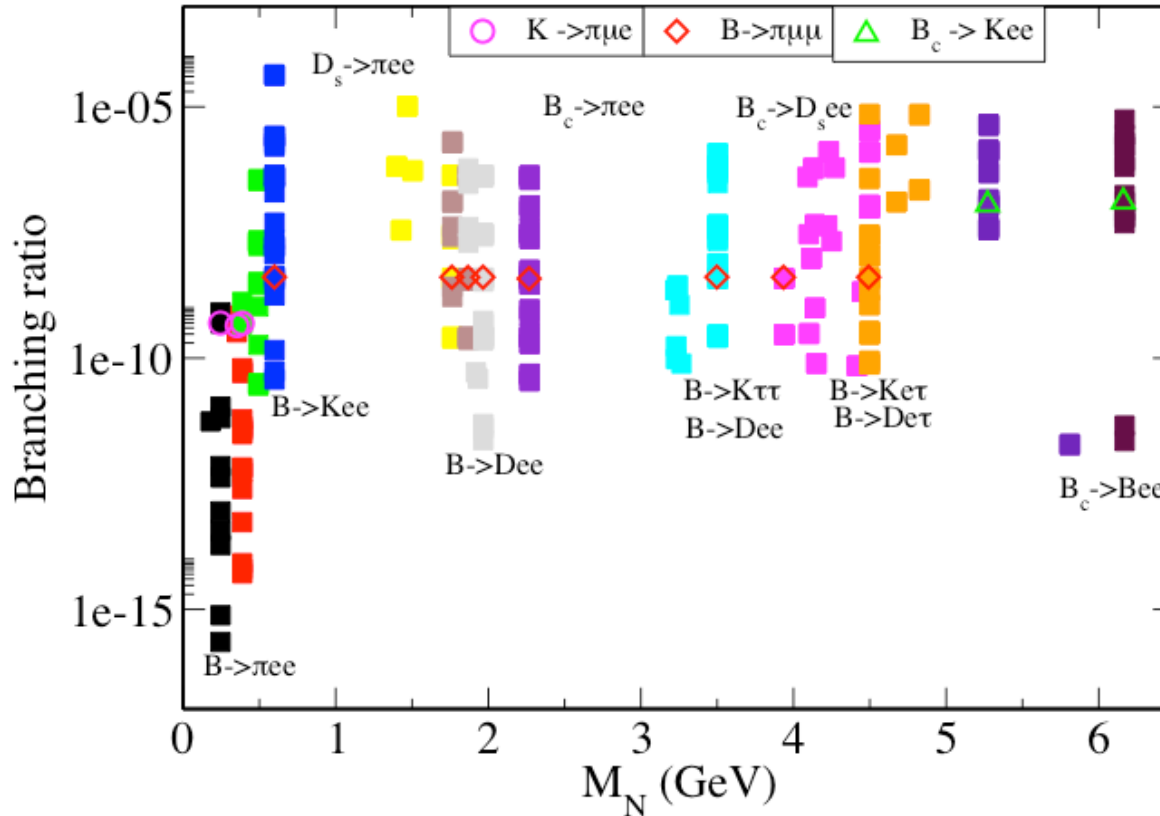 K ->πμe B->πμμ B_c -> Kee
D_s->πee
1e-05
B_c->πee B_c->D_see
Branching ratio
1e-10
B->Kee B->Kττ B->Keτ
B->Dee B->Deτ
B->Dee
B_c->Bee
1e-15
B->πee
0 1 2 3 4 5 6
M_N (GeV)